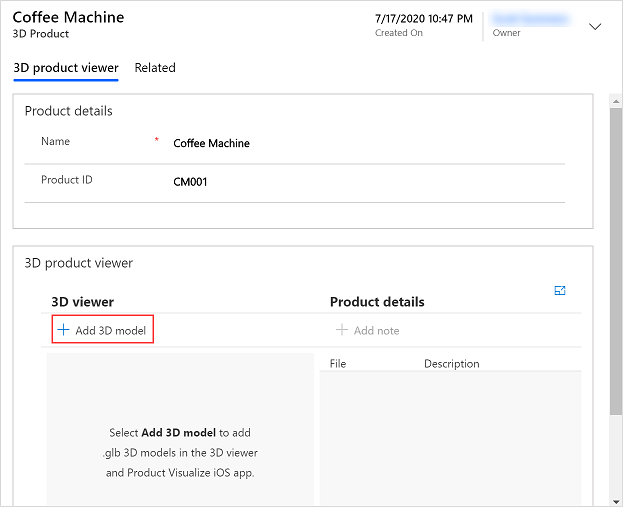 Coffee Machine
3D Product
7/17/2020 10:47 PM
Created On
Owner
3D product viewer
Related
Product details
Name * Coffee Machine
Product ID CM001
3D product viewer
3D viewer
Product details
+ Add 3D model
+ Add note
File Description
Select Add 3D model to add
.glb 3D models in the 3D viewer
and Product Visualize iOS app.